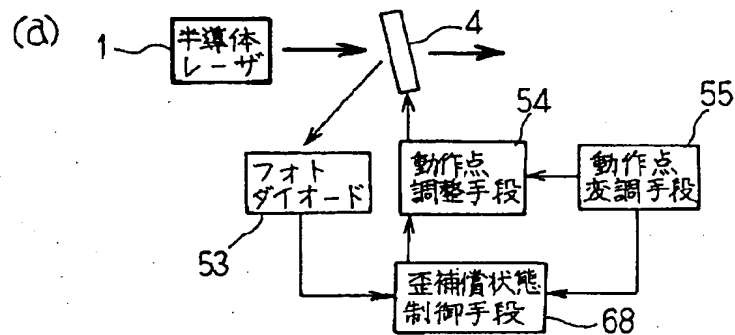 (a)
1
半導体
レーザ
4
54
55
フォト
ダイオード
53
動作点
調整手段
動作点
変調手段
歪補償状態
制御手段
68